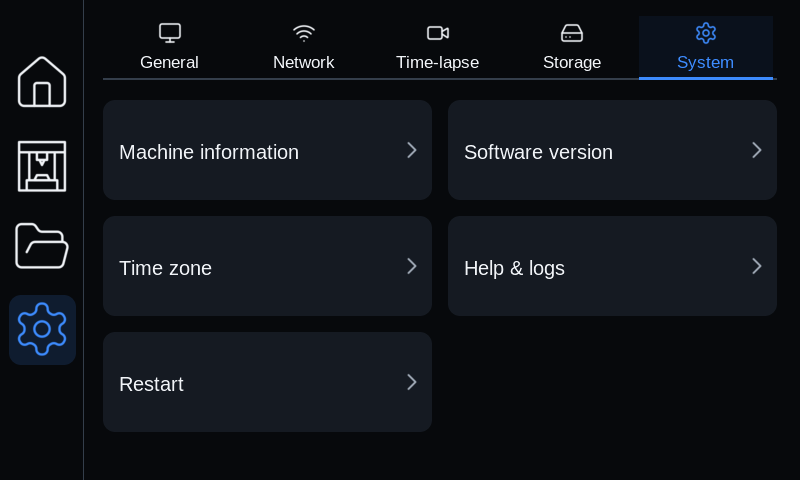 General
Network
Time-lapse
Storage
System
Machine information
Software version
Time zone
Help & logs
Restart